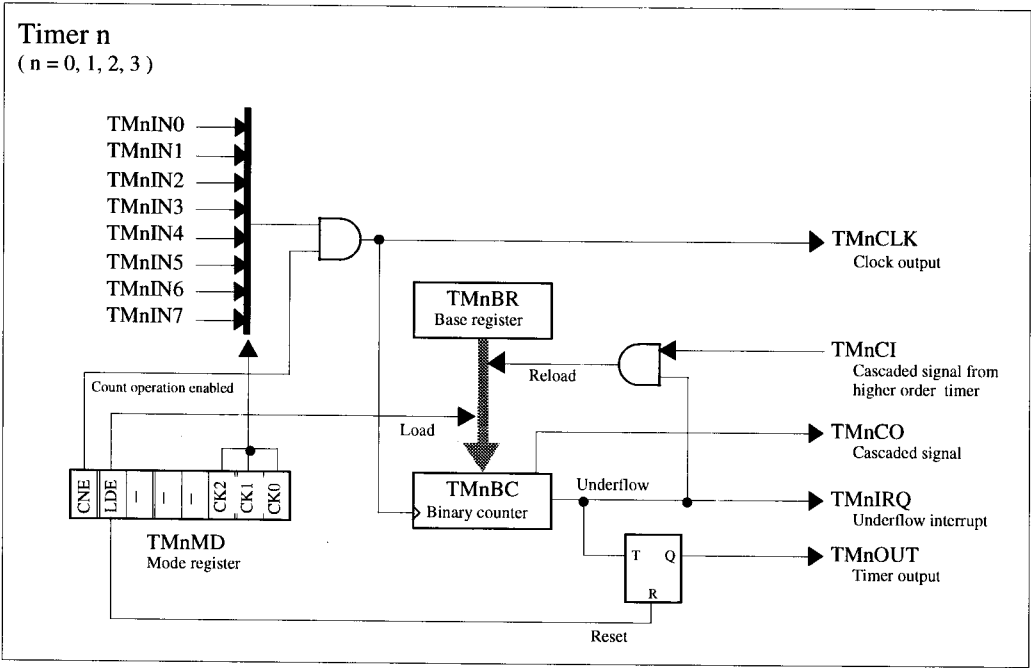 Timer n
( n = 0, 1, 2, 3 )
TMnIN0
TMnIN1
TMnIN2
TMnIN3
TMnIN4
TMnIN5
TMnIN6
TMnIN7
TMnCLK
Clock output
TMnBR
Base register
TMnCI
Cascaded signal from
higher order timer
Reload
Count operation enabled
Load
TMnCO
Cascaded signal
CNE
LDE
–
–
–
CK2
CK1
CK0
TMnBC
Binary counter
Underflow
TMnIRQ
Underflow interrupt
TMnMD
Mode register
T
Q
R
TMnOUT
Timer output
Reset